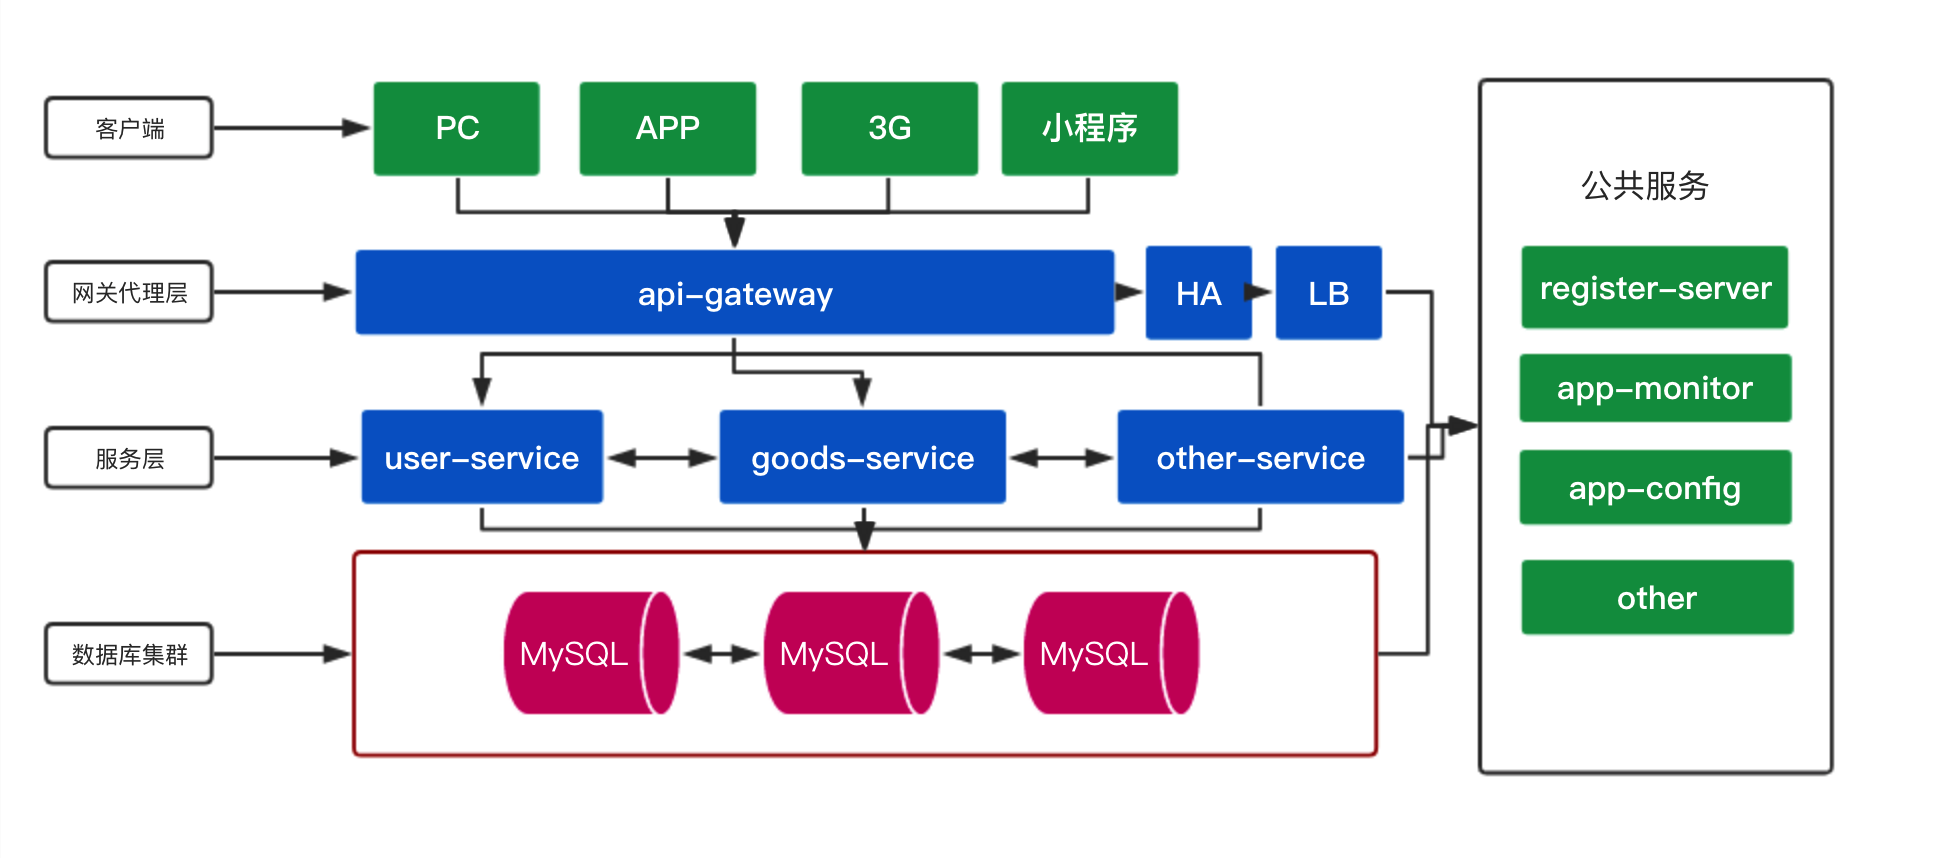 客户端
PC
APP
3G
小程序
公共服务
网关代理层
api-gateway
HA
LB
register-server
app-monitor
服务层
user-service
goods-service
other-service
app-config
other
数据库集群
MySQL
MySQL
MySQL